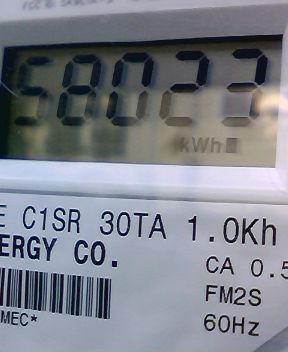 58023
kWh
C1SR 30TA 1.0Kh
ERGY CO.
CA 0.5
FM2S
60Hz
MEC*